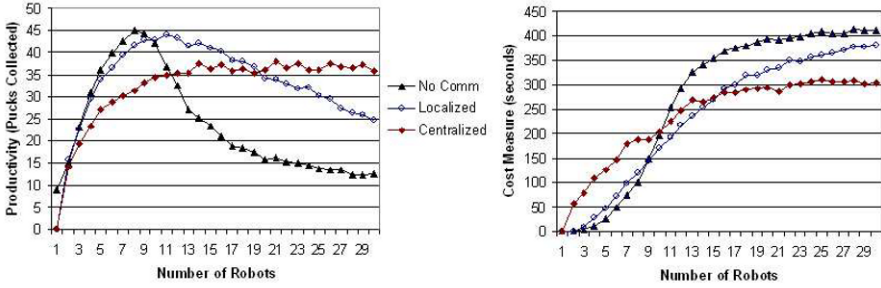 Productivity (Pucks Collected)
50
45
40
35
30
25
20
15
10
5
0
1 3 5 7 9 11 13 15 17 19 21 23 25 27 29
Number of Robots
No Comm
Localized
Centralized
Cost Measure (seconds)
450
400
350
300
250
200
150
100
50
0
1 3 5 7 9 11 13 15 17 19 21 23 25 27 29
Number of Robots